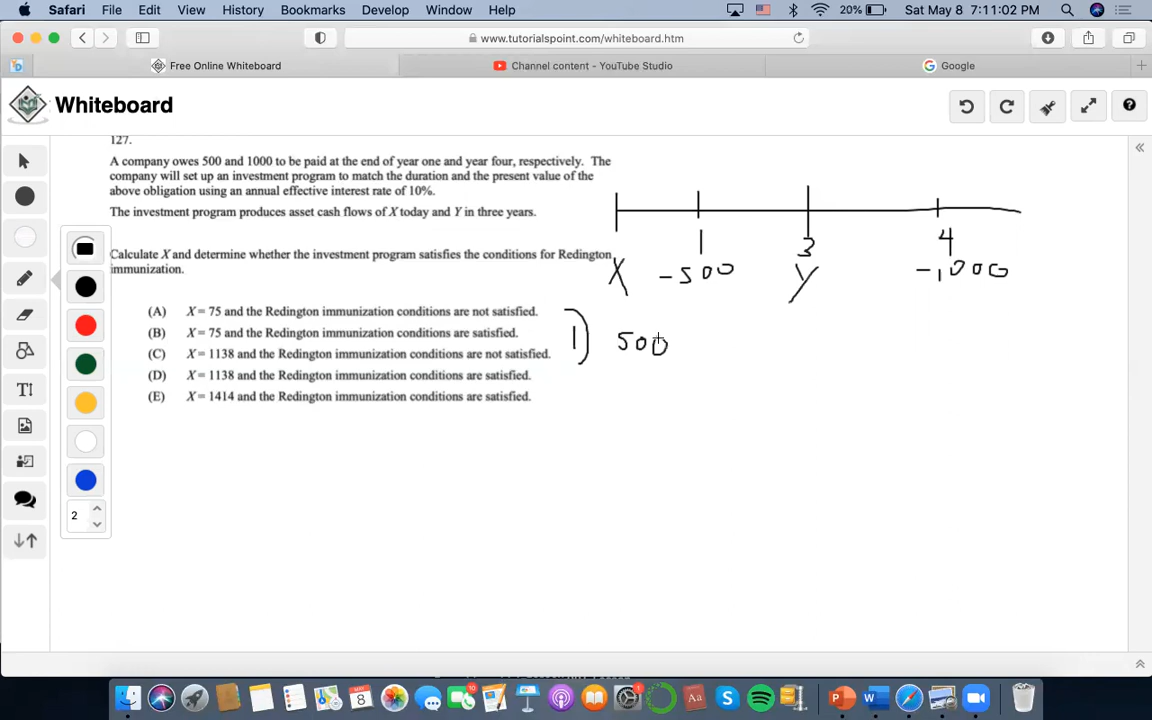 Safari File Edit View History Bookmarks Develop Window Help 20% Sat May 8 7:11:02 PM
www.tutorialspoint.com/whiteboard.htm
Free Online Whiteboard Channel content - YouTube Studio Google
Whiteboard
127.
A company owes 500 and 1000 to be paid at the end of year one and year four, respectively. The
company will set up an investment program to match the duration and the present value of the
above obligation using an annual effective interest rate of 10%.
The investment program produces asset cash flows of X today and Y in three years.
Calculate X and determine whether the investment program satisfies the conditions for Redington
immunization.
(A) X = 75 and the Redington immunization conditions are not satisfied.
(B) X = 75 and the Redington immunization conditions are satisfied.
(C) X = 1138 and the Redington immunization conditions are not satisfied.
(D) X = 1138 and the Redington immunization conditions are satisfied.
(E) X = 1414 and the Redington immunization conditions are satisfied.
1 3 4
X -500 Y -1,000
1) 500
T
2
10
1
8
Aa
S
W